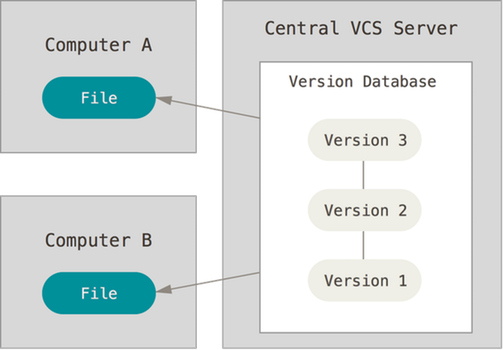 Computer A
File
Computer B
File
Central VCS Server
Version Database
Version 3
Version 2
Version 1